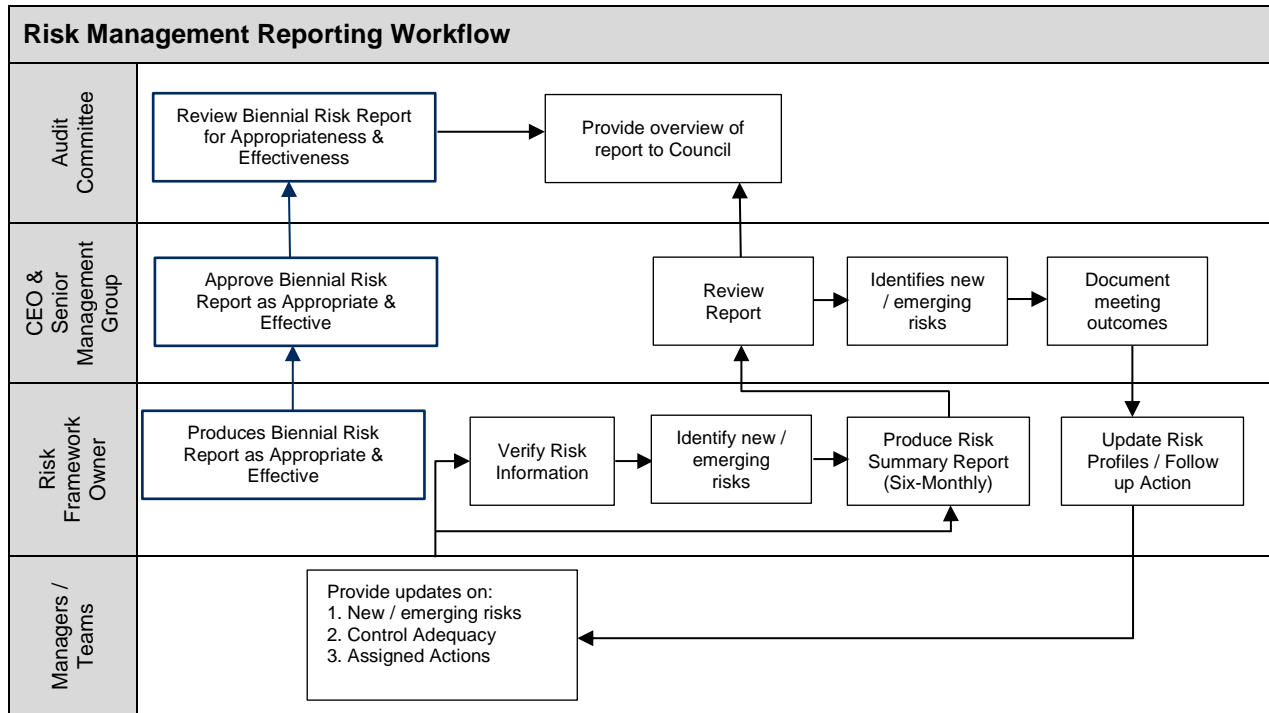 Risk Management Reporting Workflow
Audit
Committee
Review Biennial Risk Report
for Appropriateness &
Effectiveness
Provide overview of
report to Council
CEO &
Senior
Management
Group
Approve Biennial Risk
Report as Appropriate &
Effective
Review
Report
Identifies new
/ emerging
risks
Document
meeting
outcomes
Risk
Framework
Owner
Produces Biennial Risk
Report as Appropriate &
Effective
Verify Risk
Information
Identify new /
emerging
risks
Produce Risk
Summary Report
(Six-Monthly)
Update Risk
Profiles / Follow
up Action
Managers /
Teams
Provide updates on:
1. New / emerging risks
2. Control Adequacy
3. Assigned Actions